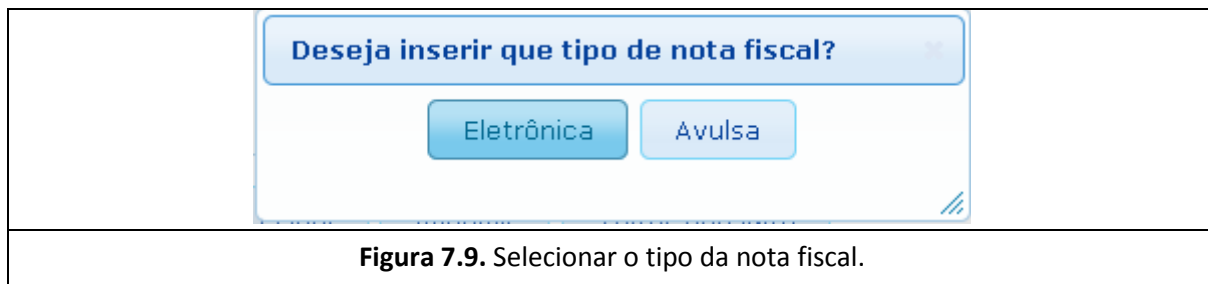 Deseja inserir que tipo de nota fiscal?
Eletrônica Avulsa
Figura 7.9. Selecionar o tipo da nota fiscal.